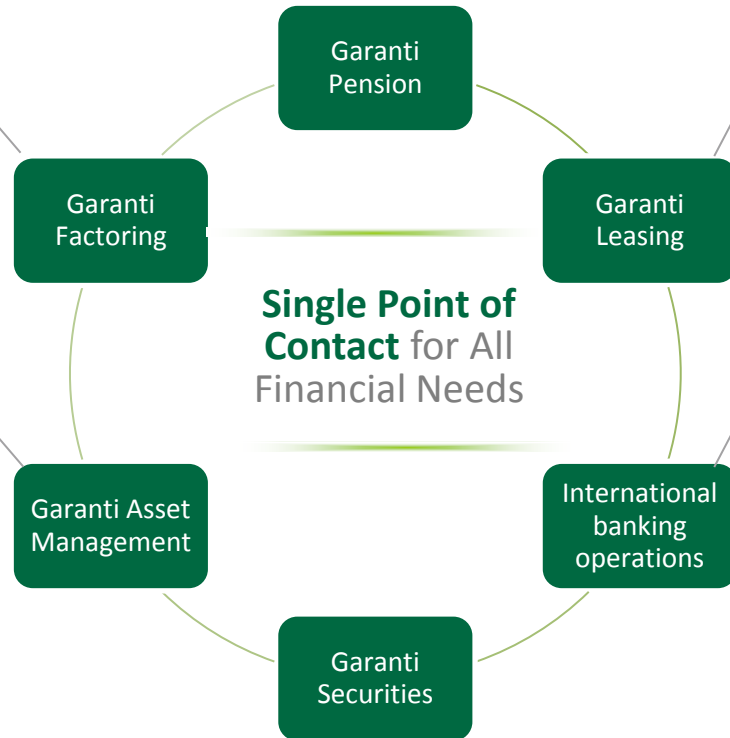 Garanti
Pension
Garanti
Factoring
Garanti
Leasing
Single Point of
Contact for All
Financial Needs
Garanti Asset
Management
International
banking
operations
Garanti
Securities